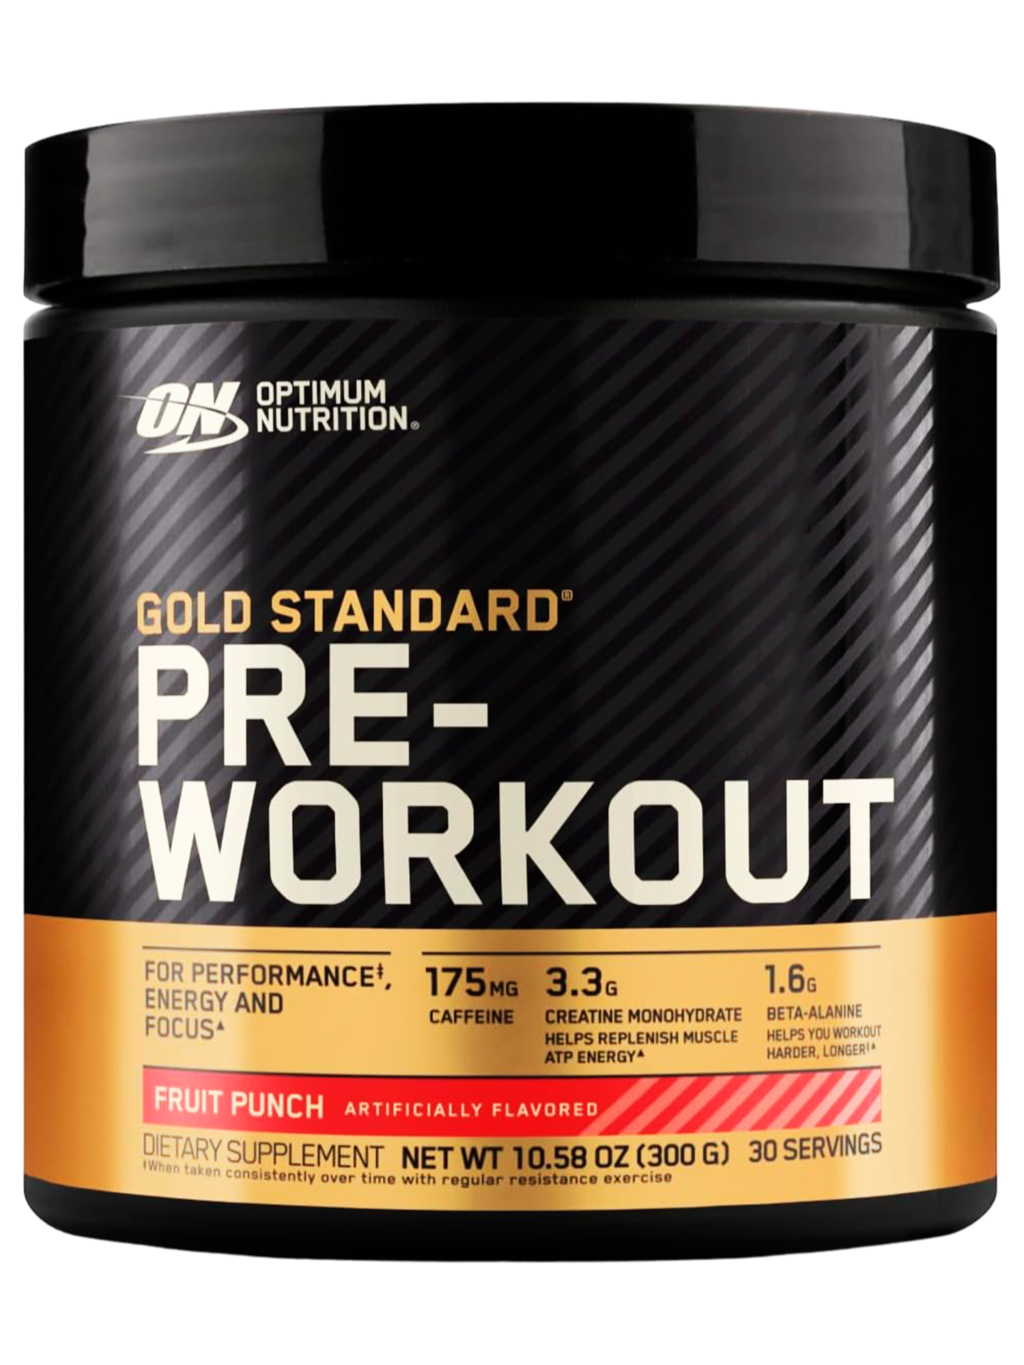 ON OPTIMUM
NUTRITION®
GOLD STANDARD®
PRE-
WORKOUT
FOR PERFORMANCE‡,
ENERGY AND
FOCUS▲
175MG
CAFFEINE
3.3G
CREATINE MONOHYDRATE
HELPS REPLENISH MUSCLE
ATP ENERGY▲
1.6G
BETA-ALANINE
HELPS YOU WORKOUT
HARDER, LONGER‡▲
FRUIT PUNCH ARTIFICIALLY FLAVORED
DIETARY SUPPLEMENT NET WT 10.58 OZ (300 G) 30 SERVINGS
‡When taken consistently over time with regular resistance exercise